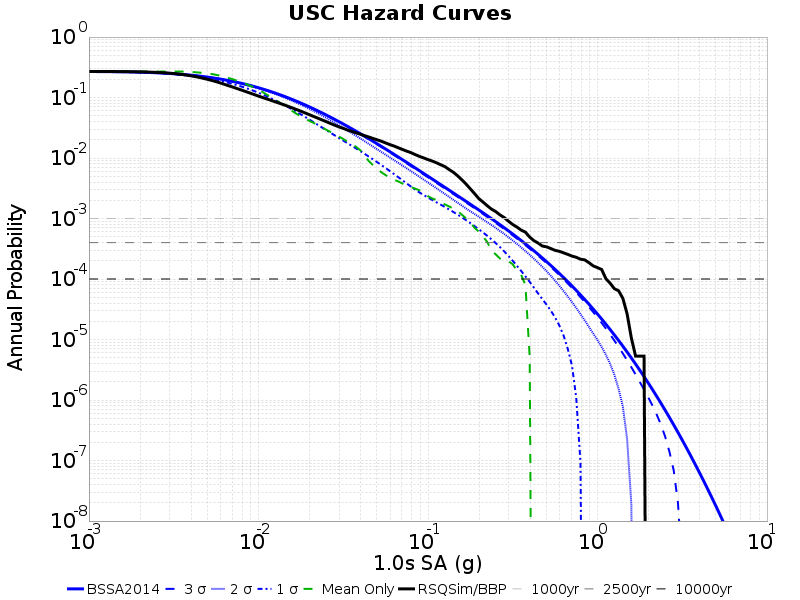 USC Hazard Curves
10^0
10^-1
10^-2
10^-3
10^-4
10^-5
10^-6
10^-7
10^-8
Annual Probability
10^-3 10^-2 10^-1 10^0 10^1
1.0s SA (g)
BSSA2014 3 σ 2 σ 1 σ Mean Only RSQSim/BBP 1000yr 2500yr 10000yr